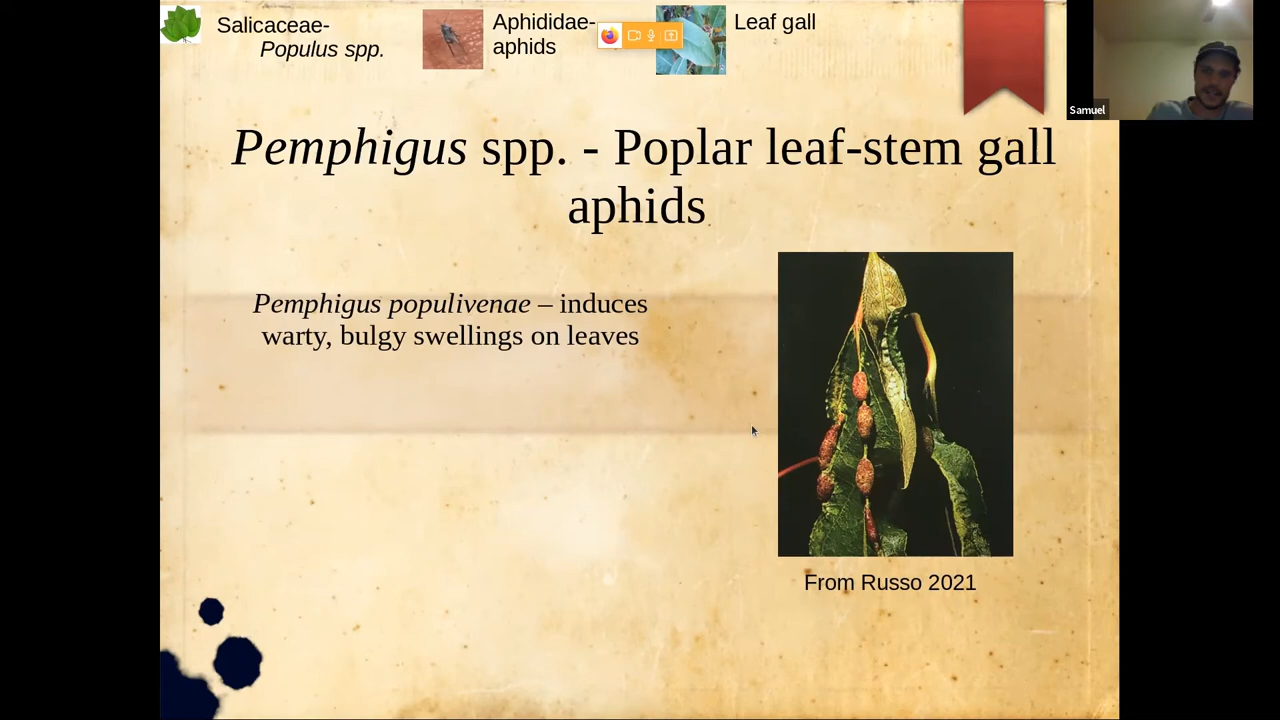 Salicaceae-
Populus spp.
Aphididae-
aphids
Leaf gall
Samuel
Pemphigus spp. - Poplar leaf-stem gall
aphids
Pemphigus populivenae – induces
warty, bulgy swellings on leaves
From Russo 2021